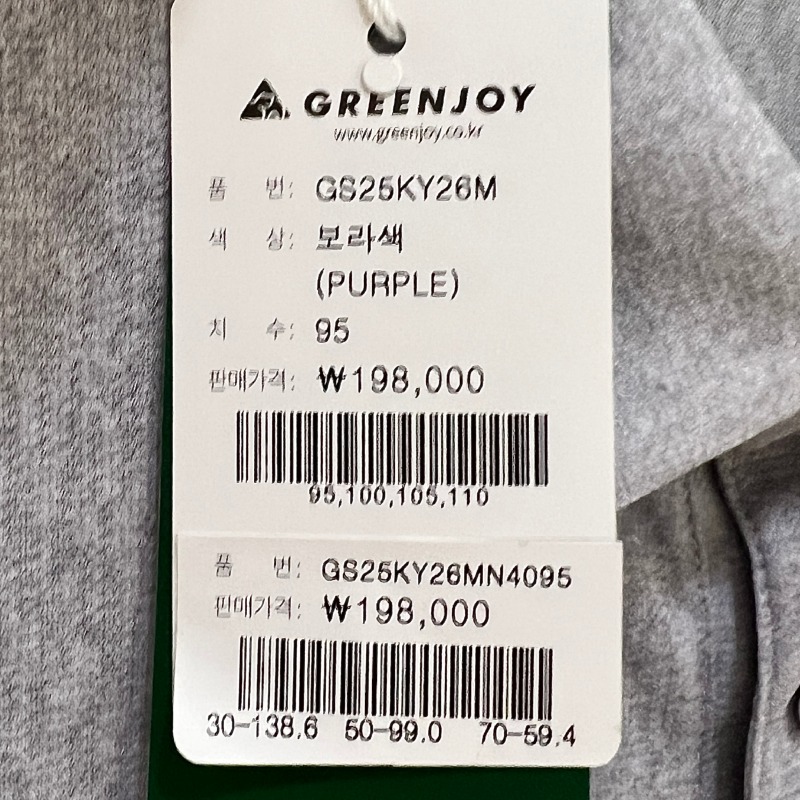 GREENJOY
www.greenjoy.co.kr
품 번: GS25KY26M
색 상: 보라색
(PURPLE)
치 수: 95
판매가격: ₩198,000
95,100,105,110
품 번: GS25KY26MN4095
판매가격: ₩198,000
30-138.6 50-99.0 70-59.4